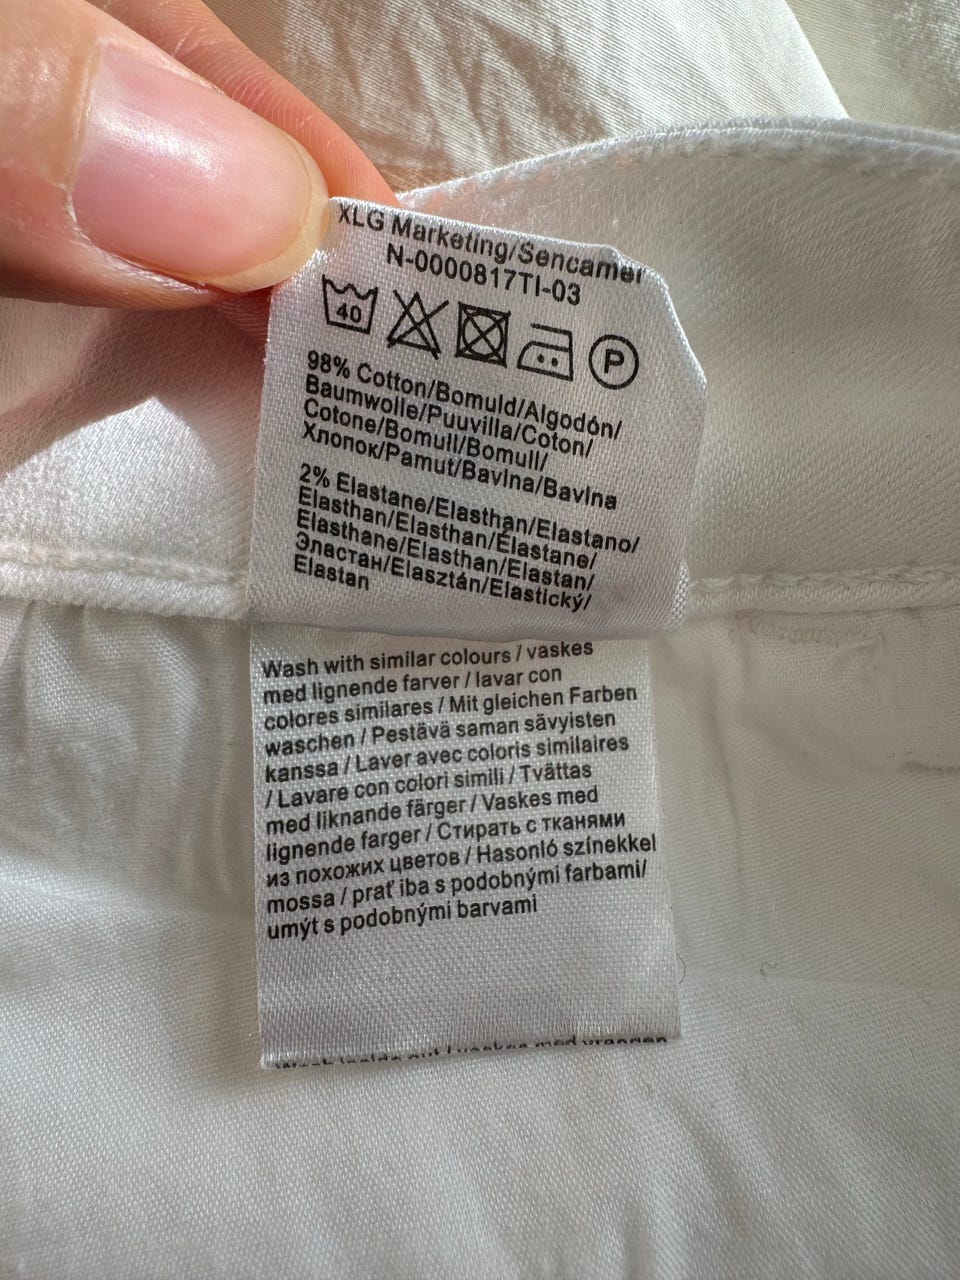 XLG Marketing/Sencamer
N-0000817TI-03
40 P
98% Cotton/Bomuld/Algodón/
Baumwolle/Puuvilla/Coton/
Cotone/Bomull/Bomull/
Хлопок/Pamut/Bavlna/Bavlna
2% Elastane/Elasthan/Elastano/
Elasthan/Elasthan/Elastane/
Elasthane/Elasthan/Elastan/
Эластан/Elasztán/Elastický/
Elastan
Wash with similar colours / vaskes
med lignende farver / lavar con
colores similares / Mit gleichen Farben
waschen / Pestävä saman sävyisten
kanssa / Laver avec coloris similaires
/ Lavare con colori simili / Tvättas
med liknande färger / Vaskes med
lignende farger / Стирать с тканями
из похожих цветов / Hasonló színekkel
mossa / prať iba s podobnými farbami/
umýt s podobnými barvami